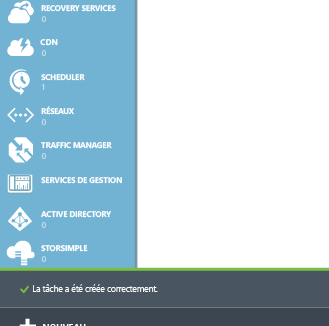 RECOVERY SERVICES
0
CDN
0
SCHEDULER
1
RÉSEAUX
0
TRAFFIC MANAGER
0
SERVICES DE GESTION
ACTIVE DIRECTORY
0
STORSIMPLE
0
La tâche a été créée correctement.
NOUVEAU